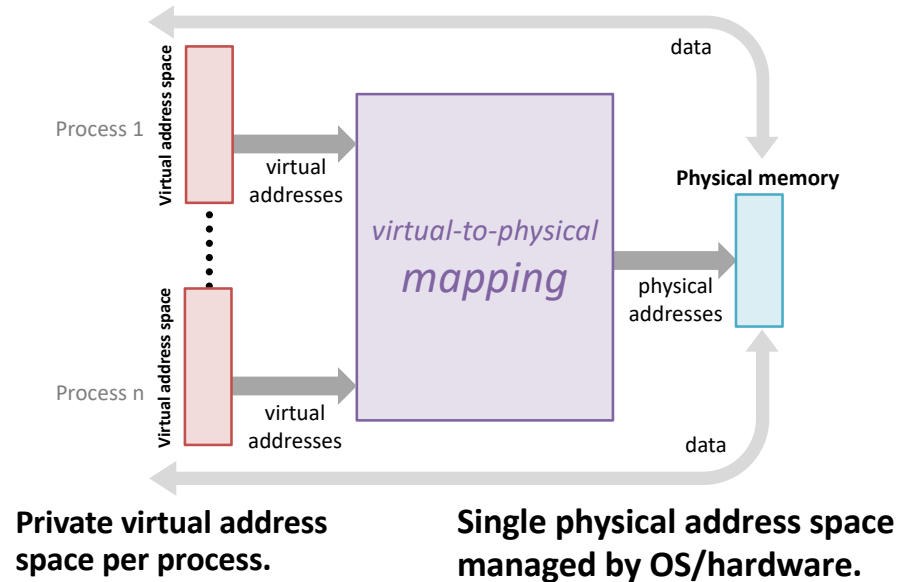 data
Virtual address space
Process 1
virtual
addresses
Physical memory
virtual-to-physical
mapping
physical
addresses
Virtual address space
Process n
virtual
addresses
data
Private virtual address
space per process.
Single physical address space
managed by OS/hardware.